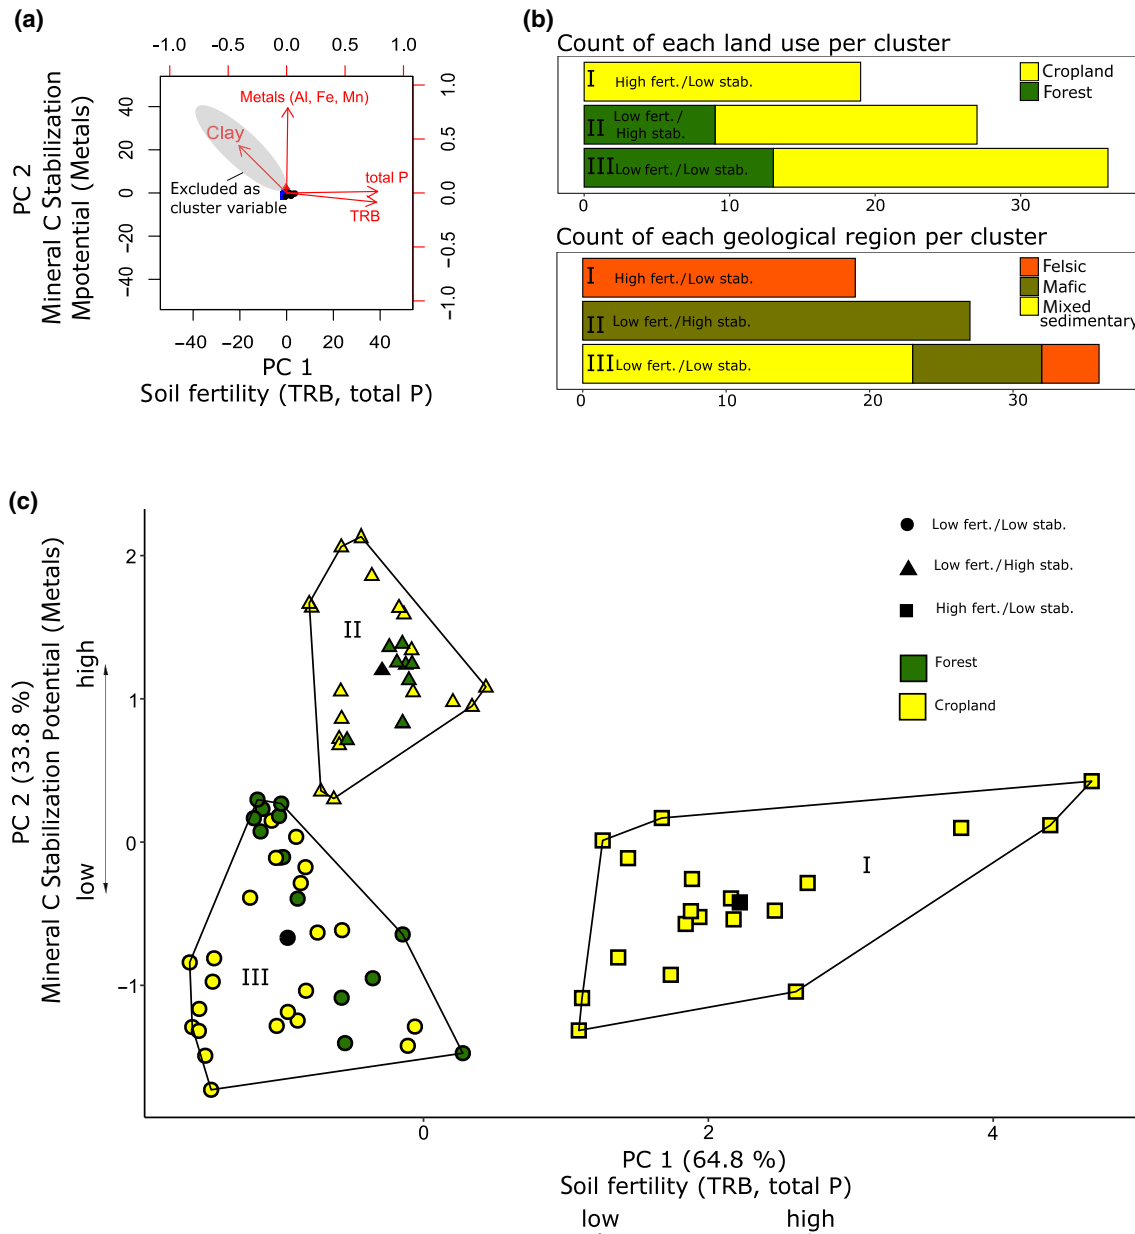 (a)
-1.0 -0.5 0.0 0.5 1.0
PC 2
Mineral C Stabilization
Mpotential (Metals)
40
20
0
−20
−40
Metals (Al, Fe, Mn)
Clay
Excluded as
cluster variable
total P
TRB
1.0
0.5
0.0
-0.5
-1.0
−40 −20 0 20 40
PC 1
Soil fertility (TRB, total P)
(b)
Count of each land use per cluster
I High fert./Low stab.
II Low fert./
High stab.
III Low fert./Low stab.
Cropland
Forest
0 10 20 30
Count of each geological region per cluster
I High fert./Low stab.
II Low fert./High stab.
III Low fert./Low stab.
Felsic
Mafic
Mixed
sedimentary
0 10 20 30
(c)
PC 2 (33.8 %)
Mineral C Stabilization Potential (Metals)
low high
2
1
0
−1
II
III
I
Low fert./Low stab.
Low fert./High stab.
High fert./Low stab.
Forest
Cropland
0 2 4
PC 1 (64.8 %)
Soil fertility (TRB, total P)
low high